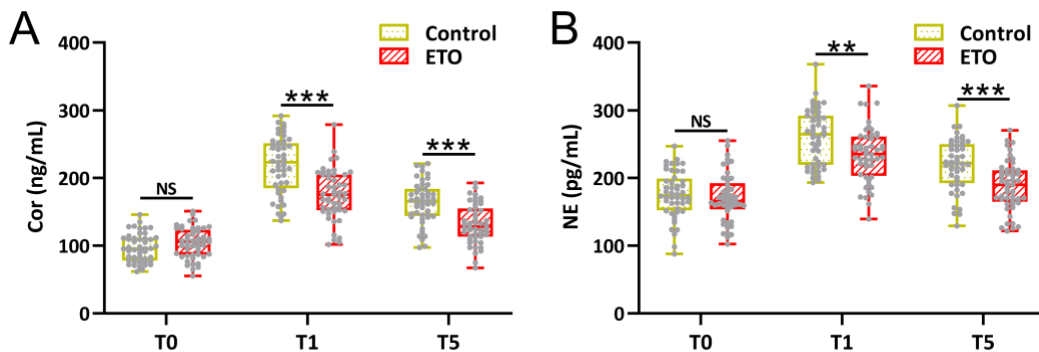 A
Control
ETO
Cor (ng/mL)
400
300
200
100
0
NS
***
***
T0
T1
T5
B
Control
ETO
NE (pg/mL)
400
300
200
100
0
NS
**
***
T0
T1
T5